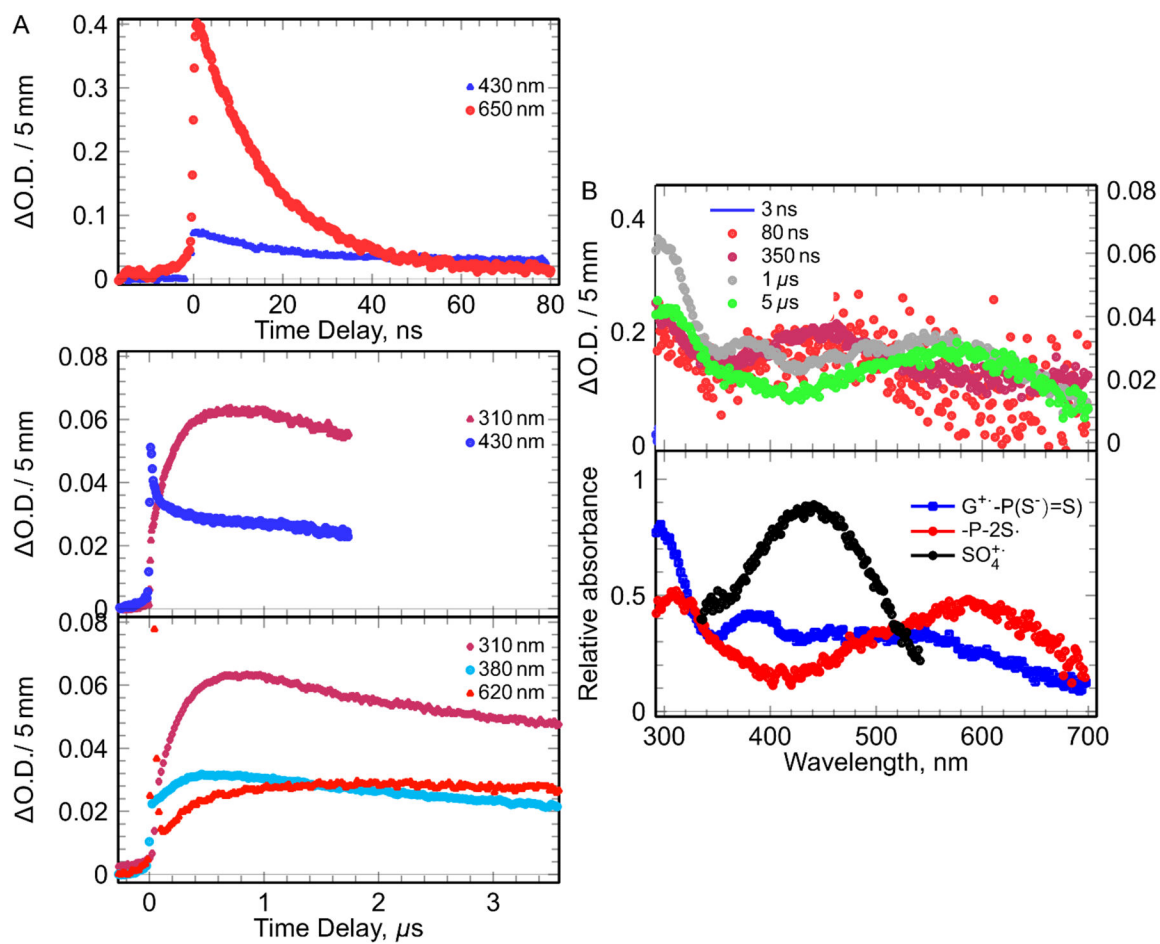 A
0.4
0.3
0.2
0.1
0
ΔO.D. / 5 mm
430 nm
650 nm
0 20 40 60 80
Time Delay, ns
0.08
0.06
0.04
0.02
0
ΔO.D./ 5 mm
310 nm
430 nm
0.08
0.06
0.04
0.02
0
ΔO.D./ 5 mm
310 nm
380 nm
620 nm
0 1 2 3
Time Delay, µs
B
0.4
0.2
0
ΔO.D. / 5 mm
3 ns
80 ns
350 ns
1 µs
5 µs
0.08
0.06
0.04
0.02
0
1
0.5
0
Relative absorbance
G⁺·-P(S⁻)=S)
-P-2S·
SO₄⁺·
300 400 500 600 700
Wavelength, nm